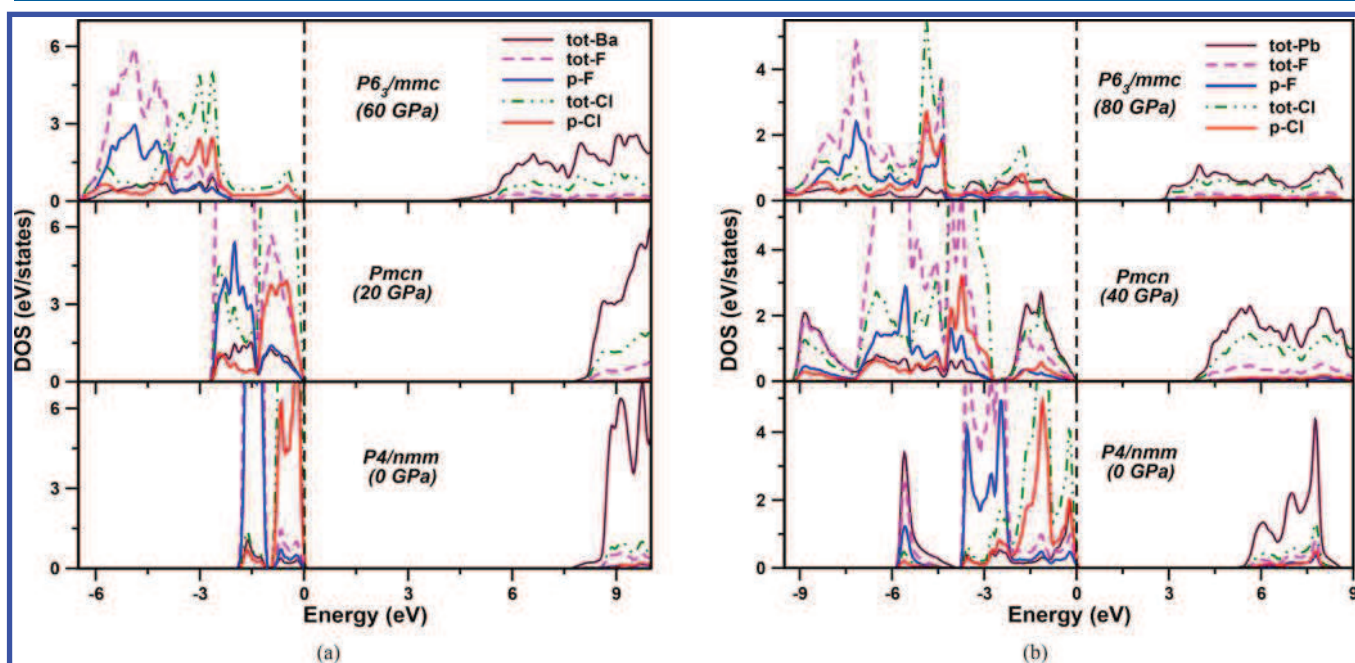 6
3
0
P6₃/mmc
(60 GPa)
tot-Ba
tot-F
p-F
tot-Cl
p-Cl
6
3
0
Pmcn
(20 GPa)
6
3
0
P4/nmm
(0 GPa)
DOS (eV/states)
-6 -3 0 3 6 9
Energy (eV)
(a)
4
2
0
P6₃/mmc
(80 GPa)
tot-Pb
tot-F
p-F
tot-Cl
p-Cl
4
2
0
Pmcn
(40 GPa)
4
2
0
P4/nmm
(0 GPa)
DOS (eV/states)
-9 -6 -3 0 3 6 9
Energy (eV)
(b)